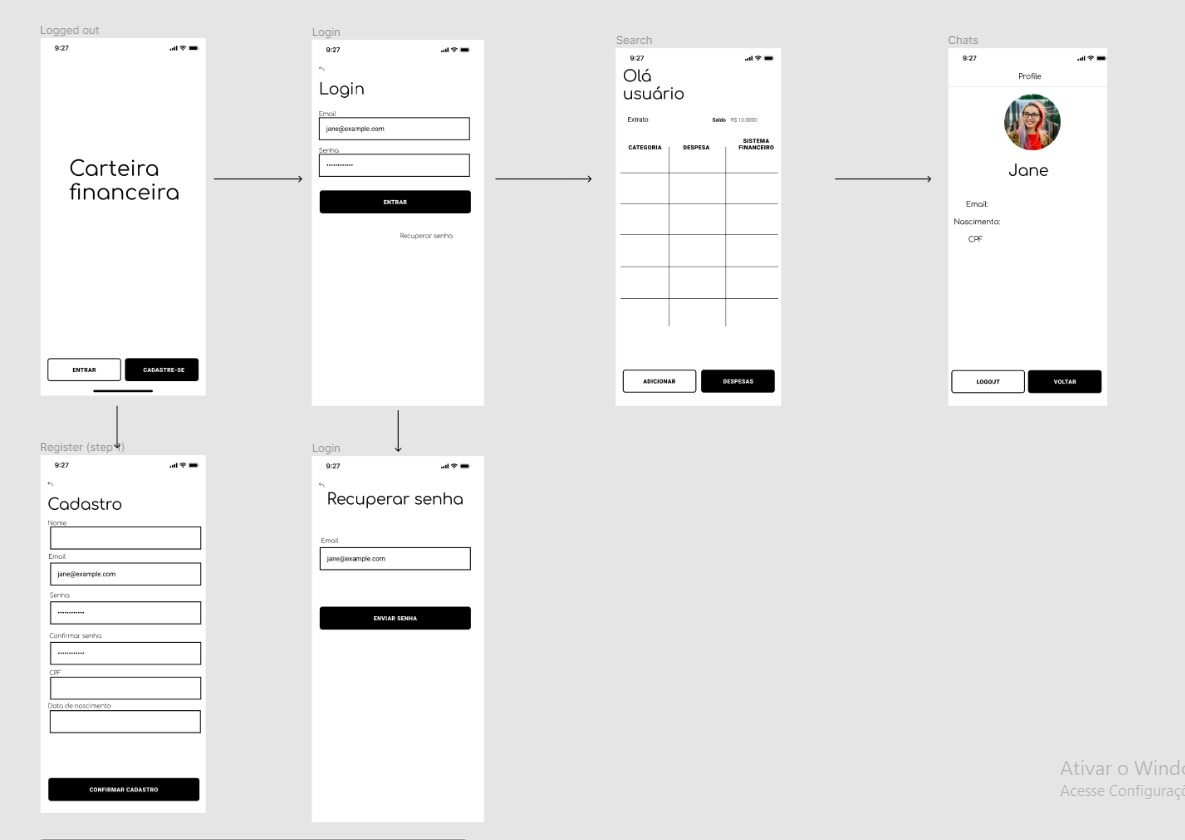 Logged out
9:27
Carteira
financeira
ENTRAR
CADASTRE-SE
Login
9:27
Login
Email
jane@example.com
Senha
ENTRAR
Recuperar senha
Search
9:27
Olá
usuário
Extrato
Saldo
CATEGORIA
DESPESA
SISTEMA
FINANCEIRO
ADICIONAR
DESPESAS
Chats
9:27
Profile
Jane
Email:
Nascimento:
CPF
LOGOUT
VOLTAR
Register (step 1)
9:27
Cadastro
Nome
Email
jane@example.com
Senha
Confirmar senha
CPF
Data de nascimento
CONFIRMAR CADASTRO
Login
9:27
Recuperar senha
Email
jane@example.com
ENVIAR SENHA
Ativar o Windo
Acesse Configuraç